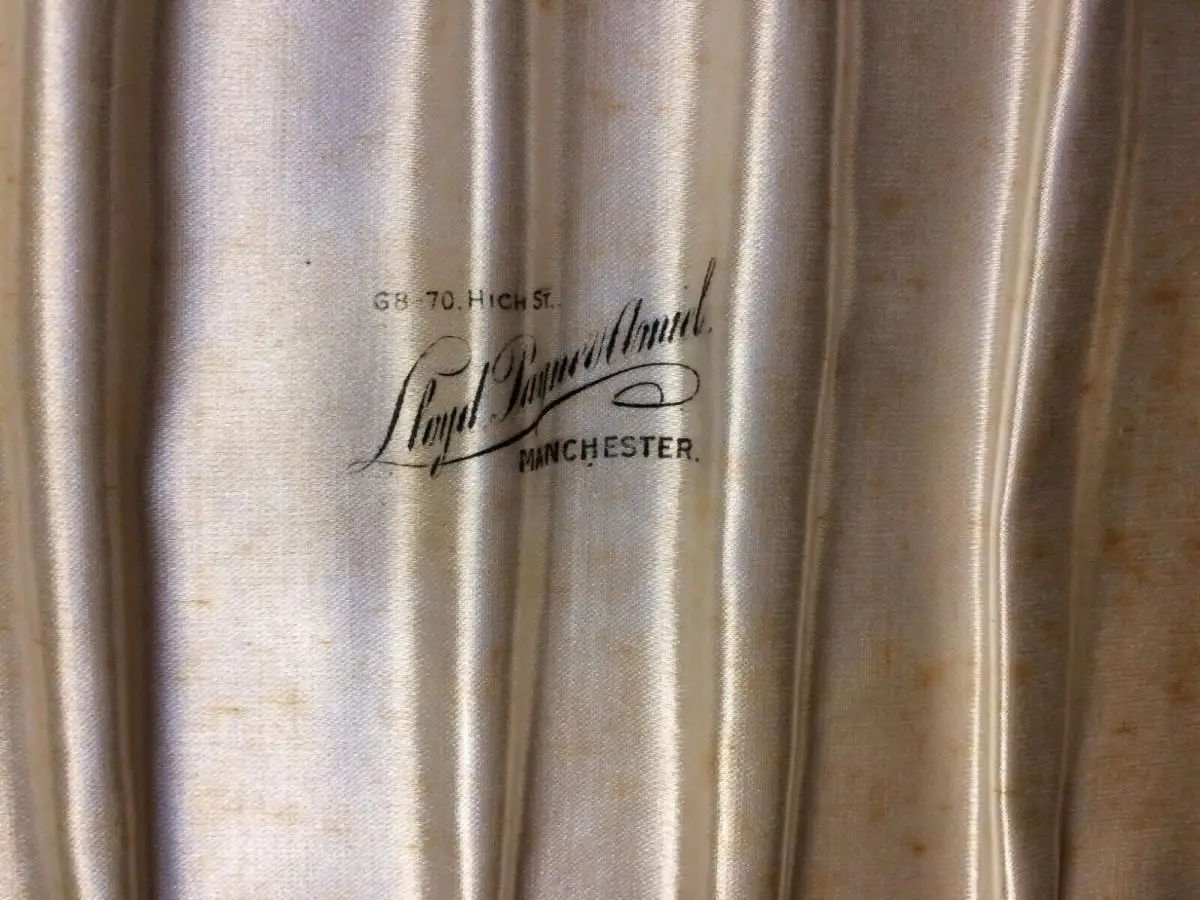 68-70. HIGH ST.
Lloyd Payne & Amiel.
MANCHESTER.